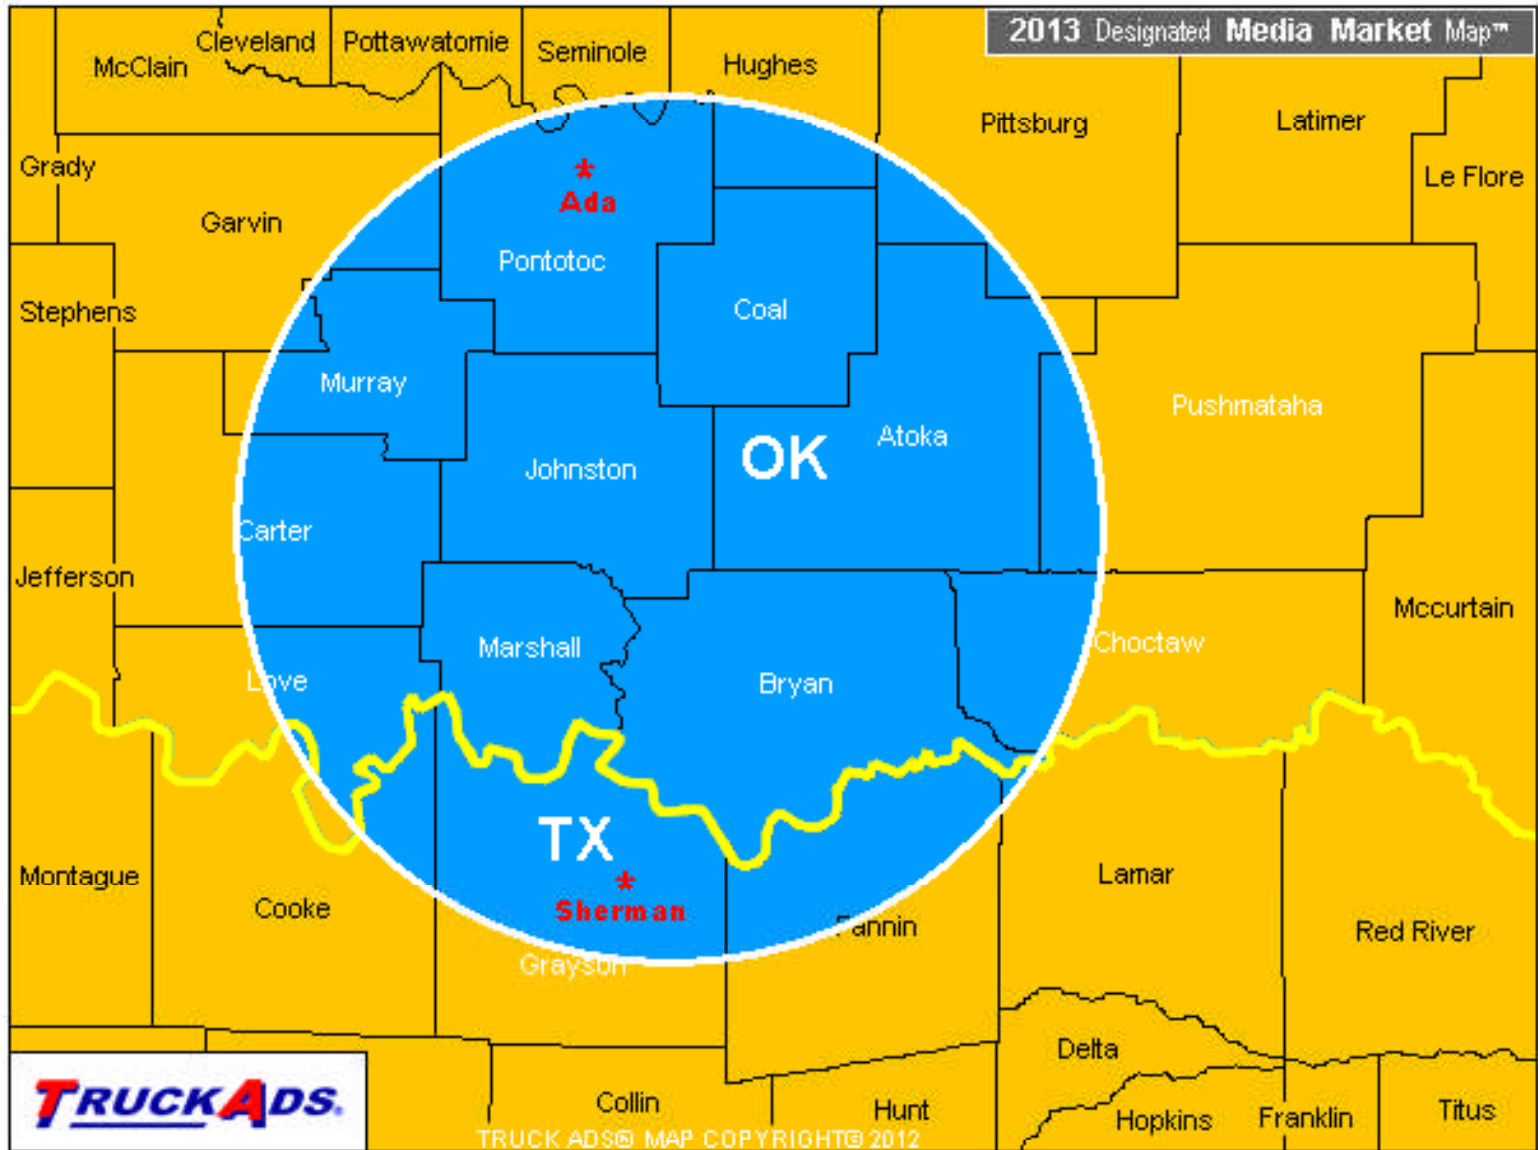 2013 Designated Media Market Map™
Cleveland
Pottawatomie
Seminole
Hughes
McClain
Pittsburg
Latimer
Grady
Le Flore
Ada
Garvin
Pontotoc
Stephens
Coal
Murray
Pushmataha
Atoka
OK
Johnston
Carter
Jefferson
Mccurtain
Marshall
Choctaw
Love
Bryan
TX
Montague
Lamar
Cooke
Sherman
Fannin
Red River
Grayson
Delta
TRUCKADS.
Collin
Hunt
Hopkins
Franklin
Titus
TRUCK ADS® MAP COPYRIGHT© 2012